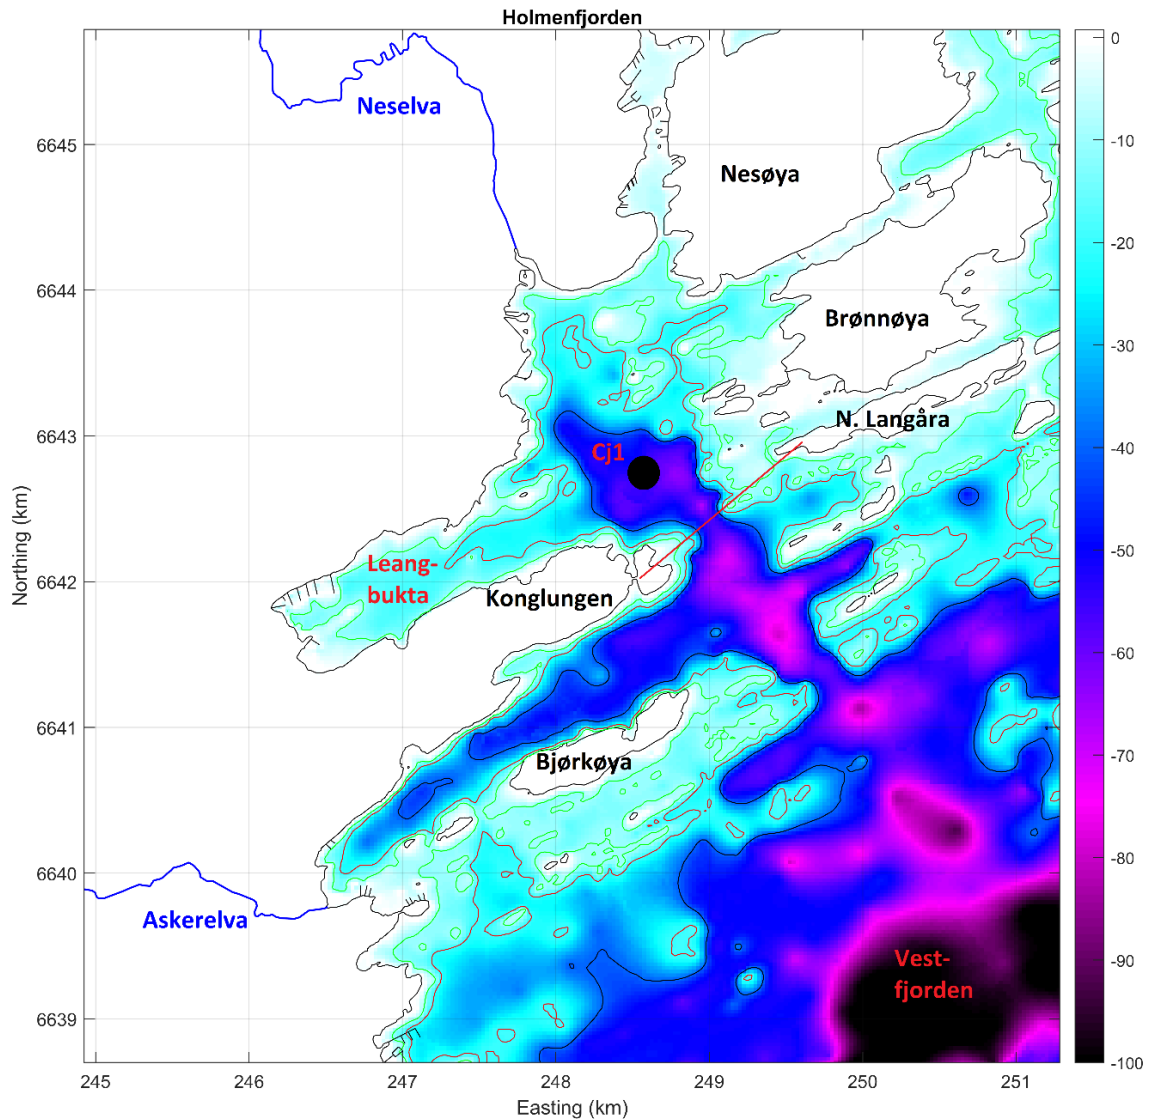 Holmenfjorden
0
Neselva
6645
-10
Nesøya
-20
6644
Brønnøya
-30
N. Langåra
6643
Cj1
-40
-50
Northing (km)
Leang-
bukta
6642
Konglungen
-60
6641
-70
Bjørkøya
-80
6640
Askerelva
-90
Vest-
fjorden
6639
-100
245
246
247
248
249
250
251
Easting (km)